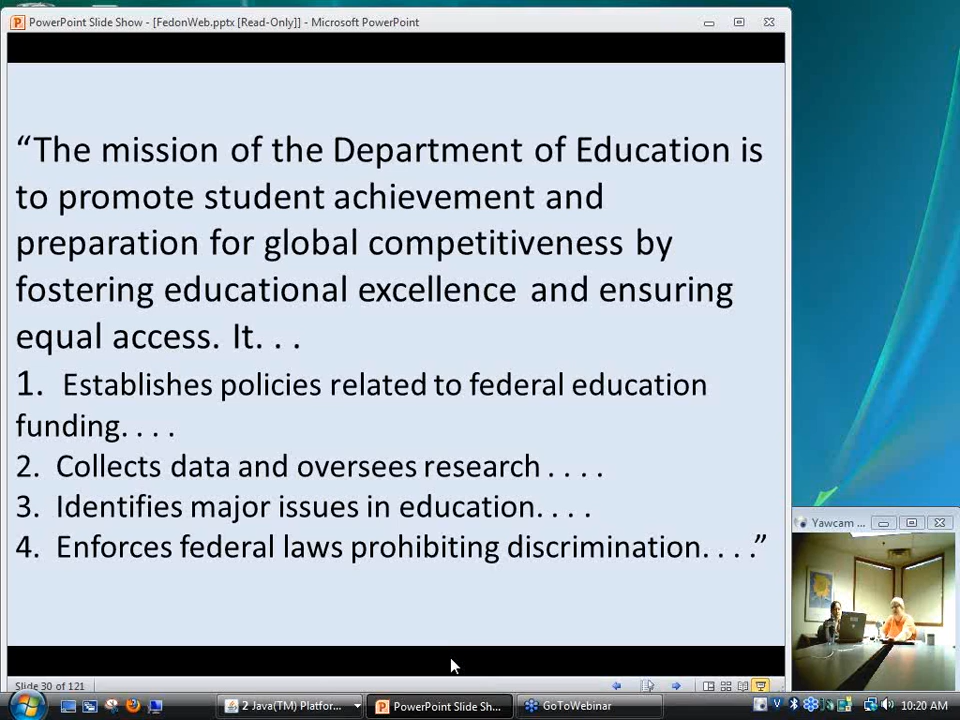 PowerPoint Slide Show - [FedonWeb.pptx [Read-Only]] - Microsoft PowerPoint
“The mission of the Department of Education is
to promote student achievement and
preparation for global competitiveness by
fostering educational excellence and ensuring
equal access. It. . .
1. Establishes policies related to federal education
funding. . . .
2. Collects data and oversees research . . . .
3. Identifies major issues in education. . . .
4. Enforces federal laws prohibiting discrimination. . . .”
Yawcam ...
Slide 30 of 121
2 Java(TM) Platfor...
PowerPoint Slide Sh...
GoToWebinar
10:20 AM